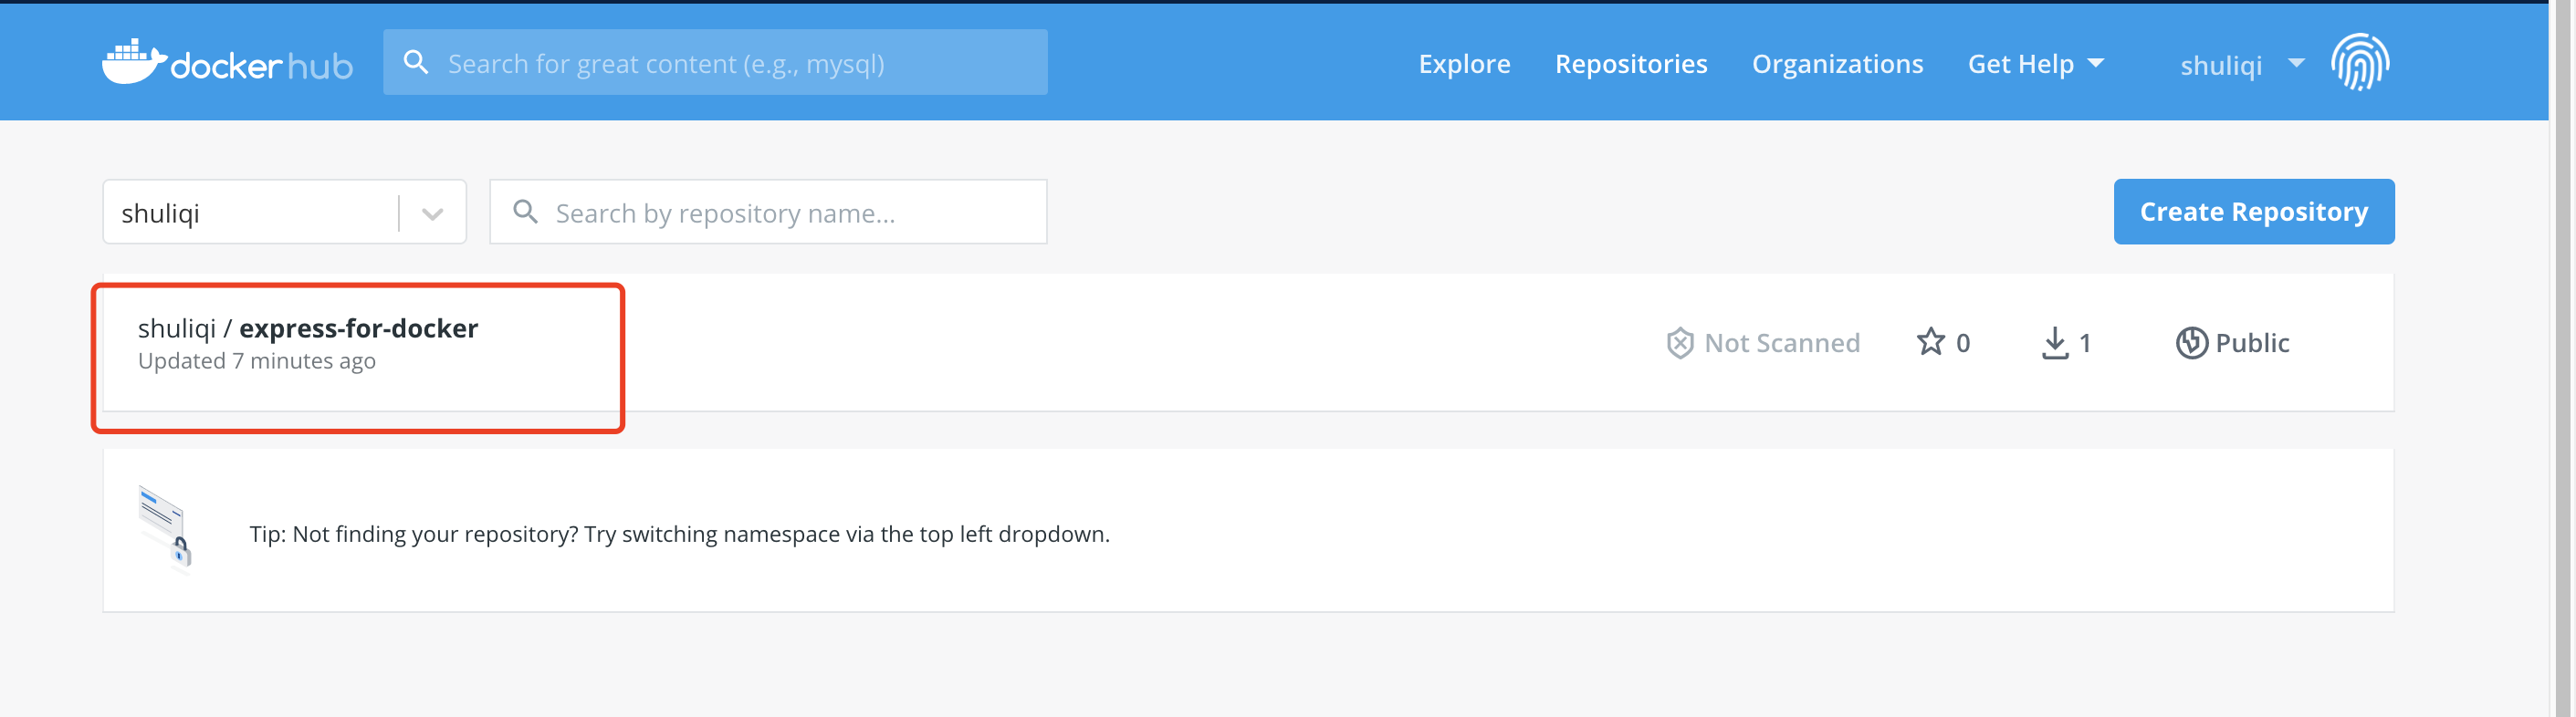 docker hub
Search for great content (e.g., mysql)
Explore
Repositories
Organizations
Get Help
shuliqi
shuliqi
Search by repository name...
Create Repository
shuliqi / express-for-docker
Updated 7 minutes ago
Not Scanned
0
1
Public
Tip: Not finding your repository? Try switching namespace via the top left dropdown.